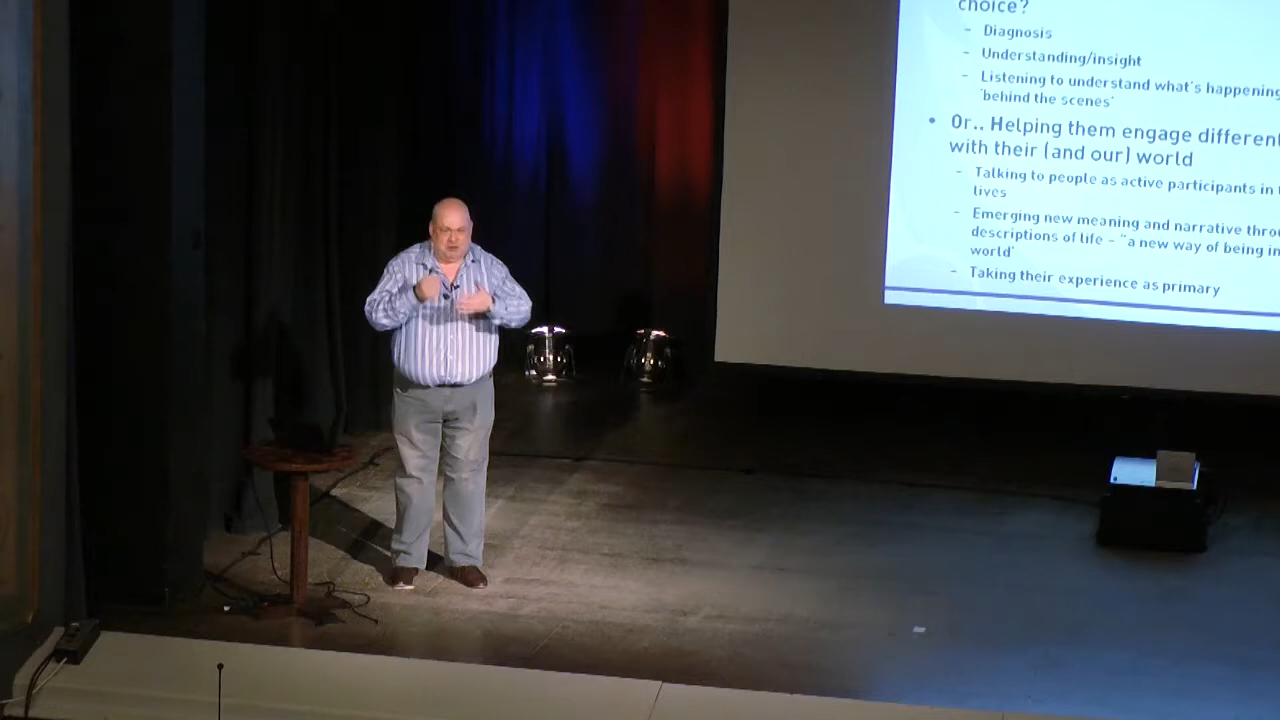 choice?
- Diagnosis
- Understanding/insight
- Listening to understand what's happening
'behind the scenes'
• Or.. Helping them engage different
with their (and our) world
- Talking to people as active participants in
lives
- Emerging new meaning and narrative
descriptions of life - "a new way of being in
world'
- Taking their experience as primary